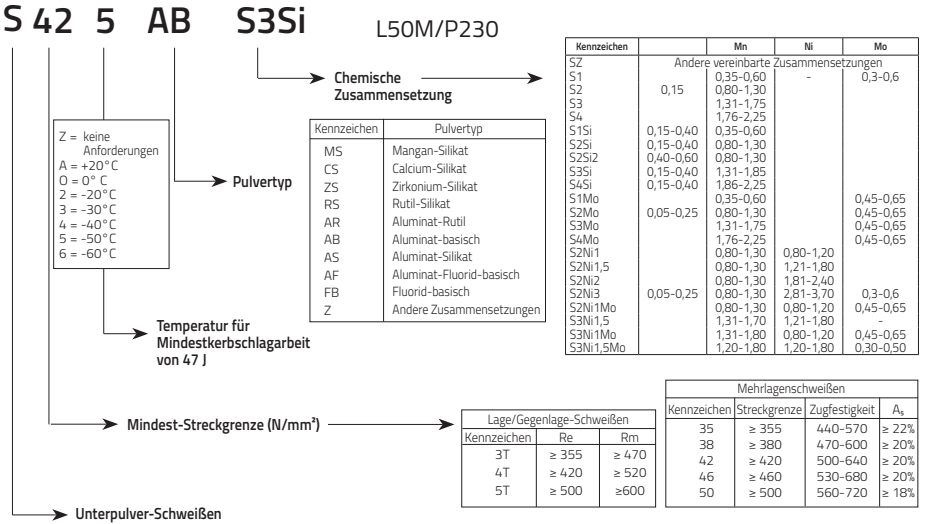 S 42 5 AB S3Si L50M/P230
Chemische
Zusammensetzung
Kennzeichen Mn Ni Mo
SZ Andere vereinbarte Zusammensetzungen
S1 0,35-0,60 - 0,3-0,6
S2 0,15 0,80-1,30
S3 1,31-1,75
S4 1,76-2,25
S1Si 0,15-0,40 0,35-0,60
S2Si 0,15-0,40 0,80-1,30
S2Si2 0,40-0,60 0,80-1,30
S3Si 0,15-0,40 1,31-1,85
S4Si 0,15-0,40 1,86-2,25
S1Mo 0,35-0,60 0,45-0,65
S2Mo 0,05-0,25 0,80-1,30 0,45-0,65
S3Mo 1,31-1,75 0,45-0,65
S4Mo 1,76-2,25 0,45-0,65
S2Ni1 0,80-1,30 0,80-1,20
S2Ni1,5 0,80-1,30 1,21-1,80
S2Ni2 0,80-1,30 1,81-2,40
S2Ni3 0,05-0,25 0,80-1,30 2,81-3,70 0,3-0,6
S2Ni1Mo 0,80-1,30 0,80-1,20 0,45-0,65
S3Ni1,5 1,31-1,70 1,21-1,80 -
S3Ni1Mo 1,31-1,80 0,80-1,20 0,45-0,65
S3Ni1,5Mo 1,20-1,80 1,20-1,80 0,30-0,50
Z = keine
Anforderungen
A = +20°C
0 = 0° C
2 = -20°C
3 = -30°C
4 = -40°C
5 = -50°C
6 = -60°C
Pulvertyp
Kennzeichen Pulvertyp
MS Mangan-Silikat
CS Calcium-Silikat
ZS Zirkonium-Silikat
RS Rutil-Silikat
AR Aluminat-Rutil
AB Aluminat-basisch
AS Aluminat-Silikat
AF Aluminat-Fluorid-basisch
FB Fluorid-basisch
Z Andere Zusammensetzungen
Temperatur für
Mindestkerbschlagarbeit
von 47 J
Mindest-Streckgrenze (N/mm²)
Lage/Gegenlage-Schweißen
Kennzeichen Re Rm
3T ≥ 355 ≥ 470
4T ≥ 420 ≥ 520
5T ≥ 500 ≥600
Mehrlagenschweißen
Kennzeichen Streckgrenze Zugfestigkeit A₅
35 ≥ 355 440-570 ≥ 22%
38 ≥ 380 470-600 ≥ 20%
42 ≥ 420 500-640 ≥ 20%
46 ≥ 460 530-680 ≥ 20%
50 ≥ 500 560-720 ≥ 18%
Unterpulver-Schweißen